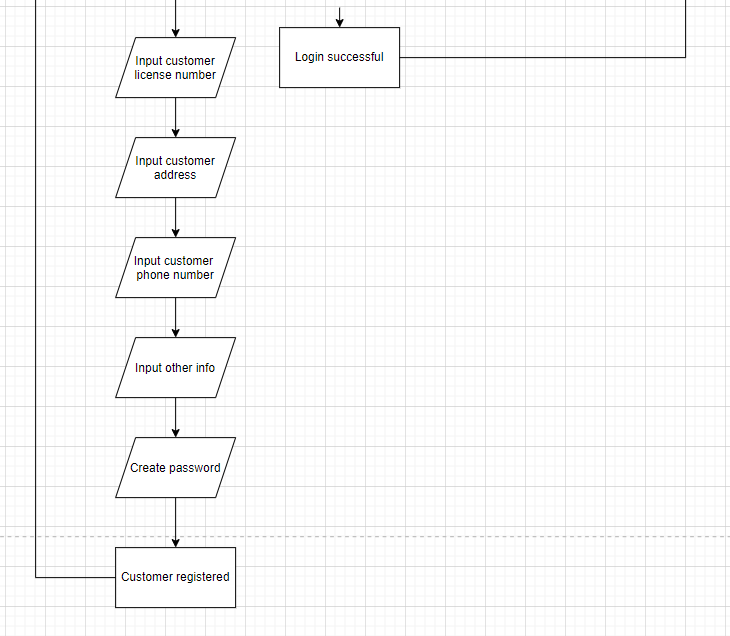 Input customer
license number
Login successful
Input customer
address
Input customer
phone number
Input other info
Create password
Customer registered